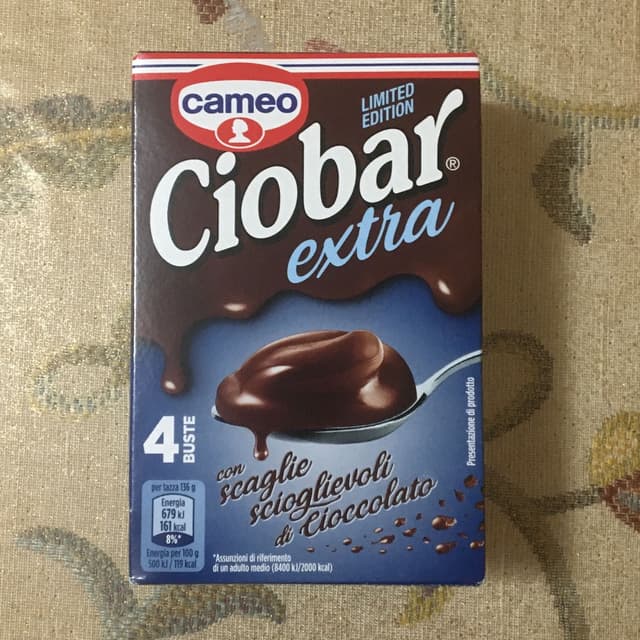 cameo
LIMITED
EDITION
Ciobar®
extra
4
BUSTE
con
scaglie
scioglievoli
di Cioccolato
Presentazione di prodotto
per tazza 136 g
Energia
679 kJ
161 kcal
8%*
Energia per 100 g
500 kJ / 119 kcal
*Assunzioni di riferimento
di un adulto medio (8400 kJ/2000 kcal)